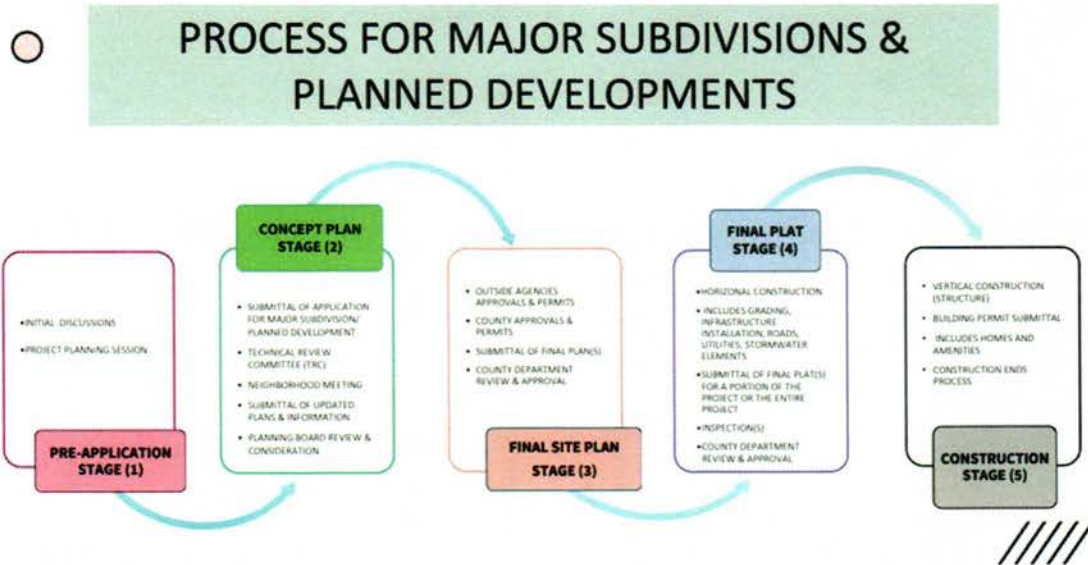 PROCESS FOR MAJOR SUBDIVISIONS &
PLANNED DEVELOPMENTS
•INITIAL DISCUSSIONS
•PROJECT PLANNING SESSION
PRE-APPLICATION
STAGE (1)
CONCEPT PLAN
STAGE (2)
• SUBMITTAL OF APPLICATION
FOR MAJOR SUBDIVISION/
PLANNED DEVELOPMENT
• TECHNICAL REVIEW
COMMITTEE (TRC)
• NEIGHBORHOOD MEETING
• SUBMITTAL OF UPDATED
PLANS & INFORMATION
• PLANNING BOARD REVIEW &
CONSIDERATION
• OUTSIDE AGENCIES
APPROVALS & PERMITS
• COUNTY APPROVALS &
PERMITS
• SUBMITTAL OF FINAL PLAN(S)
• COUNTY DEPARTMENT
REVIEW & APPROVAL
FINAL SITE PLAN
STAGE (3)
FINAL PLAT
STAGE (4)
•HORIZONAL CONSTRUCTION
• INCLUDES GRADING,
INFRASTRUCTURE
INSTALLATION, ROADS,
UTILITIES, STORMWATER
ELEMENTS
•SUBMITTAL OF FINAL PLAT(S)
FOR A PORTION OF THE
PROJECT OR THE ENTIRE
PROJECT
•INSPECTION(S)
•COUNTY DEPARTMENT
REVIEW & APPROVAL
• VERTICAL CONSTRUCTION
(STRUCTURE)
• BUILDING PERMIT SUBMITTAL
• INCLUDES HOMES AND
AMENITIES
• CONSTRUCTION ENDS
PROCESS
CONSTRUCTION
STAGE (5)